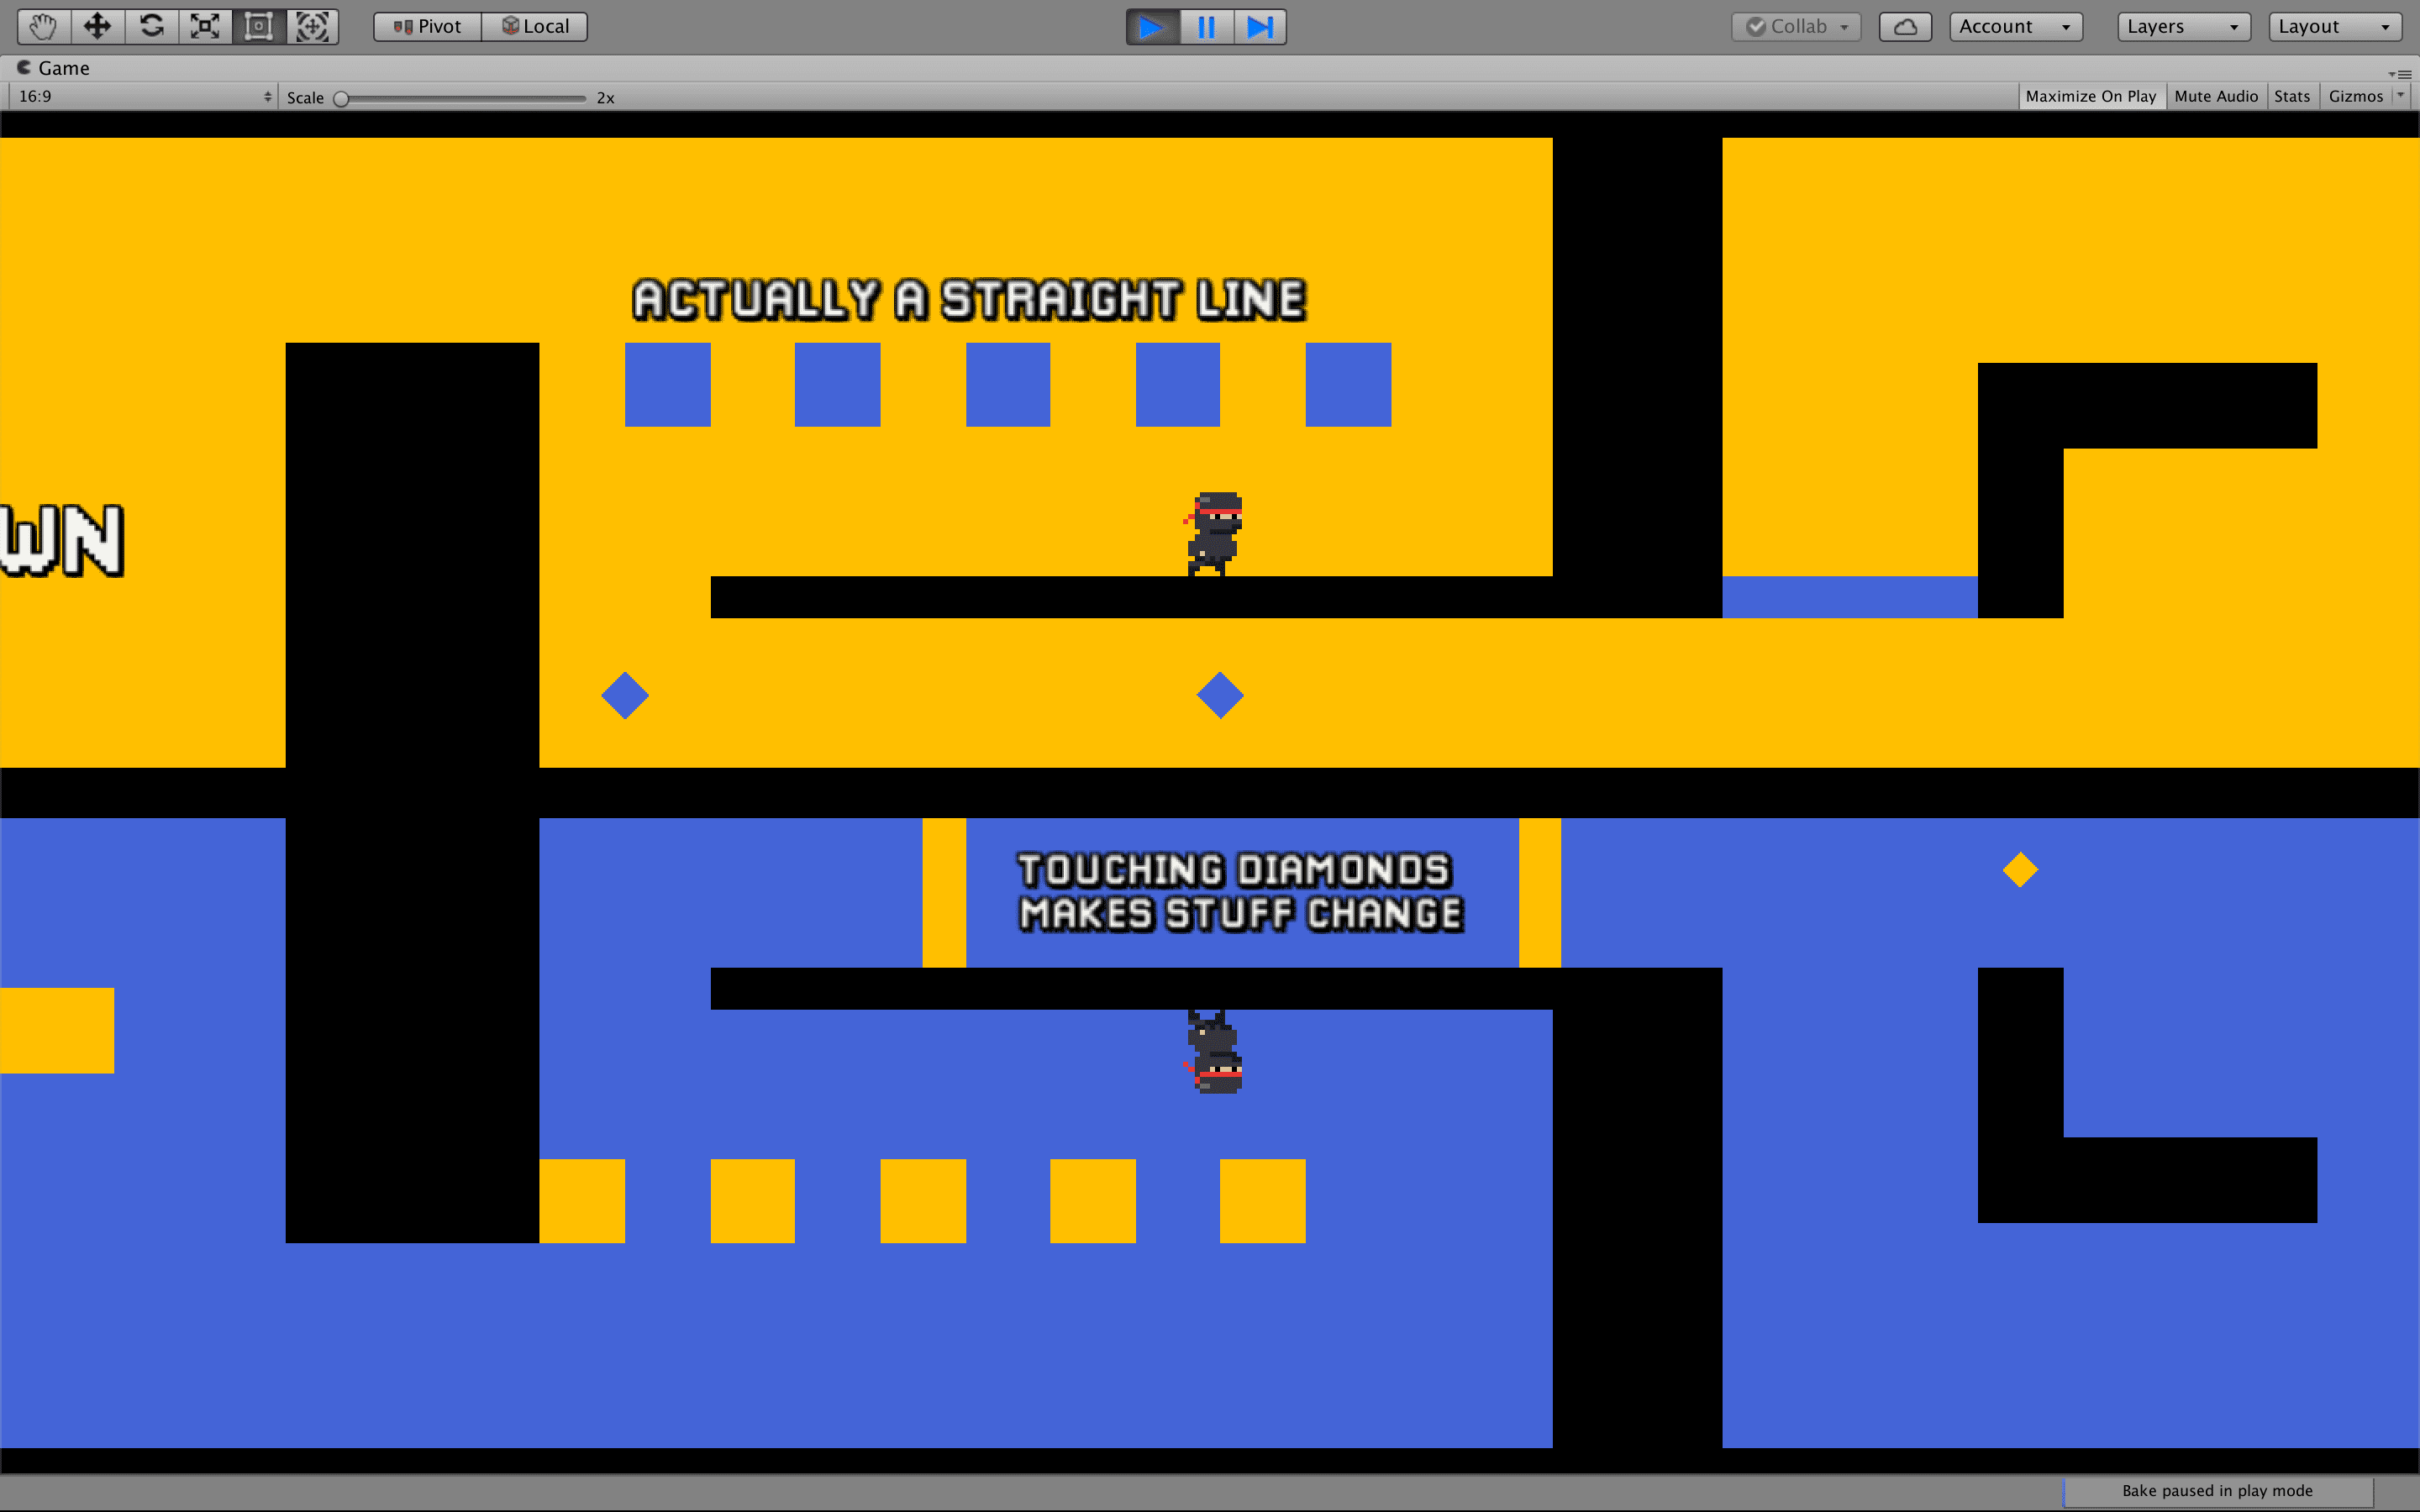 Pivot Local Collab Account Layers Layout
Game
16:9 Scale 2x Maximize On Play Mute Audio Stats Gizmos
ACTUALLY A STRAIGHT LINE
WN
TOUCHING DIAMONDS
MAKES STUFF CHANGE
Bake paused in play mode